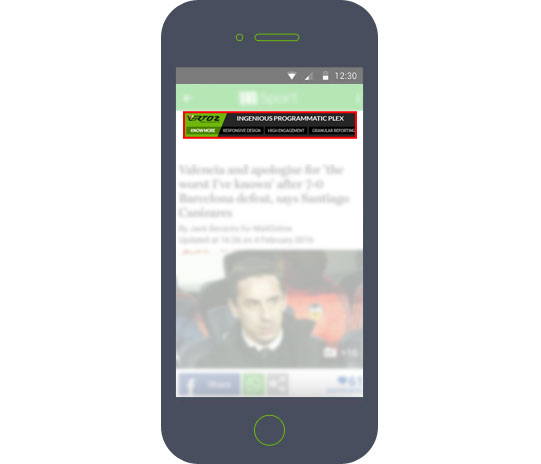 12:30
Sport
VRTOZ
INGENIOUS PROGRAMMATIC PLEX
KNOW MORE
RESPONSIVE DESIGN
HIGH ENGAGEMENT
GRANULAR REPORTING
Valencia and apologise for 'the
worst I've known' after 7-0
Barcelona defeat, says Santiago
Canizares
By Jack Bezants for MailOnline
Updated at 16:26 on 4 February 2016
+16
Share
61